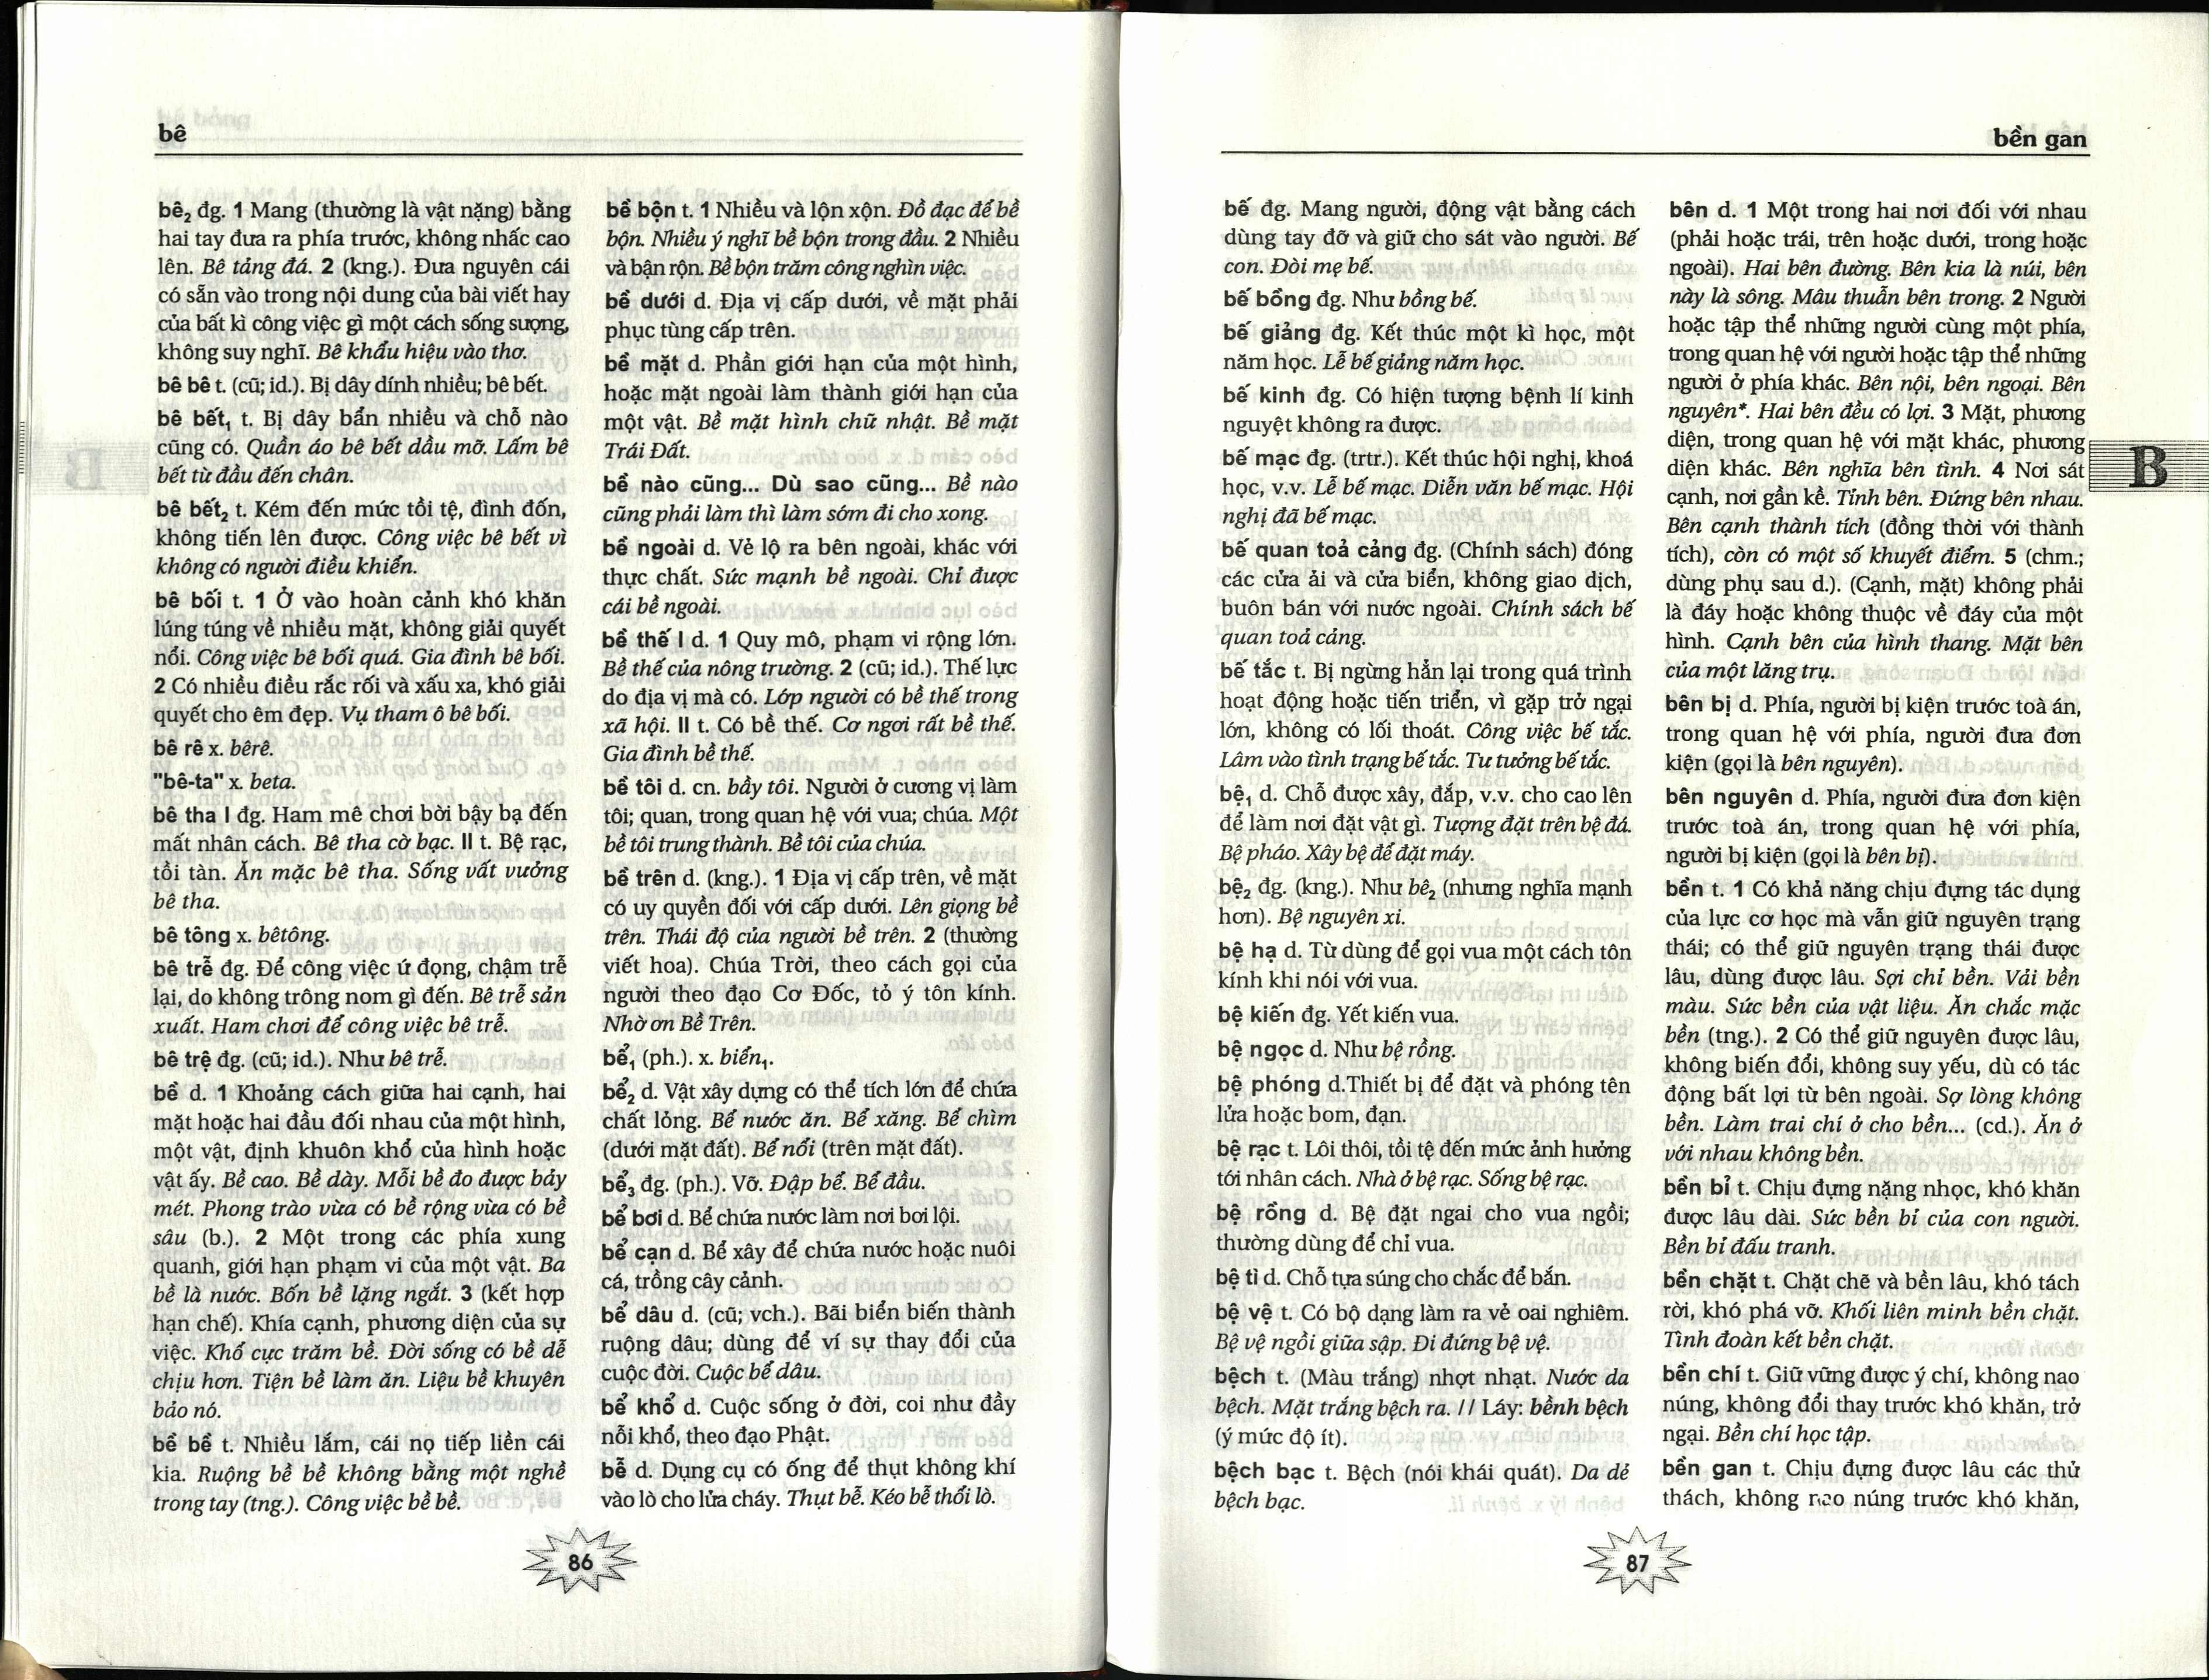 bê
bê₂ đg. 1 Mang (thường là vật nặng) bằng
hai tay đưa ra phía trước, không nhấc cao
lên. Bê tảng đá. 2 (kng.). Đưa nguyên cái
có sẵn vào trong nội dung của bài viết hay
của bất kì công việc gì một cách sống sượng,
không suy nghĩ. Bê khẩu hiệu vào thơ.
bê bê t. (cũ; id.). Bị dây dính nhiều; bê bết.
bê bết₁ t. Bị dây bẩn nhiều và chỗ nào
cũng có. Quần áo bê bết dầu mỡ. Lấm bê
bết từ đầu đến chân.
bê bết₂ t. Kém đến mức tồi tệ, đình đốn,
không tiến lên được. Công việc bê bết vì
không có người điều khiển.
bê bối t. 1 Ở vào hoàn cảnh khó khăn
lúng túng về nhiều mặt, không giải quyết
nổi. Công việc bê bối quá. Gia đình bê bối.
2 Có nhiều điều rắc rối và xấu xa, khó giải
quyết cho êm đẹp. Vụ tham ô bê bối.
bê rê x. bêrê.
"bê-ta" x. beta.
bê tha I đg. Ham mê chơi bời bậy bạ đến
mất nhân cách. Bê tha cờ bạc. II t. Bệ rạc,
tồi tàn. Ăn mặc bê tha. Sống vất vưởng
bê tha.
bê tông x. bêtông.
bê trễ đg. Để công việc ứ đọng, chậm trễ
lại, do không trông nom gì đến. Bê trễ sản
xuất. Ham chơi để công việc bê trễ.
bê trệ đg. (cũ; id.). Như bê trễ.
bề d. 1 Khoảng cách giữa hai cạnh, hai
mặt hoặc hai đầu đối nhau của một hình,
một vật, định khuôn khổ của hình hoặc
vật ấy. Bề cao. Bề dày. Mỗi bề đo được bảy
mét. Phong trào vừa có bề rộng vừa có bề
sâu (b.). 2 Một trong các phía xung
quanh, giới hạn phạm vi của một vật. Ba
bề là nước. Bốn bề lặng ngắt. 3 (kết hợp
hạn chế). Khía cạnh, phương diện của sự
việc. Khổ cực trăm bề. Đời sống có bề dễ
chịu hơn. Tiện bề làm ăn. Liệu bề khuyên
bảo nó.
bề bề t. Nhiều lắm, cái nọ tiếp liền cái
kia. Ruộng bề bề không bằng một nghề
trong tay (tng.). Công việc bề bề.
bề bộn t. 1 Nhiều và lộn xộn. Đồ đạc để bề
bộn. Nhiều ý nghĩ bề bộn trong đầu. 2 Nhiều
và bận rộn. Bề bộn trăm công nghìn việc.
bề dưới d. Địa vị cấp dưới, về mặt phải
phục tùng cấp trên.
bề mặt d. Phần giới hạn của một hình,
hoặc mặt ngoài làm thành giới hạn của
một vật. Bề mặt hình chữ nhật. Bề mặt
Trái Đất.
bề nào cũng... Dù sao cũng... Bề nào
cũng phải làm thì làm sớm đi cho xong.
bề ngoài d. Vẻ lộ ra bên ngoài, khác với
thực chất. Sức mạnh bề ngoài. Chỉ được
cái bề ngoài.
bề thế I d. 1 Quy mô, phạm vi rộng lớn.
Bề thế của nông trường. 2 (cũ; id.). Thế lực
do địa vị mà có. Lớp người có bề thế trong
xã hội. II t. Có bề thế. Cơ ngơi rất bề thế.
Gia đình bề thế.
bề tôi d. cn. bầy tôi. Người ở cương vị làm
tôi; quan, trong quan hệ với vua; chúa. Một
bề tôi trung thành. Bề tôi của chúa.
bề trên d. (kng.). 1 Địa vị cấp trên, về mặt
có uy quyền đối với cấp dưới. Lên giọng bề
trên. Thái độ của người bề trên. 2 (thường
viết hoa). Chúa Trời, theo cách gọi của
người theo đạo Cơ Đốc, tỏ ý tôn kính.
Nhờ ơn Bề Trên.
bể₁ (ph.). x. biển₁.
bể₂ d. Vật xây dựng có thể tích lớn để chứa
chất lỏng. Bể nước ăn. Bể xăng. Bể chìm
(dưới mặt đất). Bể nổi (trên mặt đất).
bể₃ đg. (ph.). Vỡ. Đập bể. Bể đầu.
bể bơi d. Bể chứa nước làm nơi bơi lội.
bể cạn d. Bể xây để chứa nước hoặc nuôi
cá, trồng cây cảnh.
bể dâu d. (cũ; vch.). Bãi biển biến thành
ruộng dâu; dùng để ví sự thay đổi của
cuộc đời. Cuộc bể dâu.
bể khổ d. Cuộc sống ở đời, coi như đầy
nỗi khổ, theo đạo Phật.
bễ d. Dụng cụ có ống để thụt không khí
vào lò cho lửa cháy. Thụt bễ. Kéo bễ thổi lò.
86
bền gan
bế đg. Mang người, động vật bằng cách
dùng tay đỡ và giữ cho sát vào người. Bế
con. Đòi mẹ bế.
bế bồng đg. Như bồng bế.
bế giảng đg. Kết thúc một kì học, một
năm học. Lễ bế giảng năm học.
bế kinh đg. Có hiện tượng bệnh lí kinh
nguyệt không ra được.
bế mạc đg. (trtr.). Kết thúc hội nghị, khoá
học, v.v. Lễ bế mạc. Diễn văn bế mạc. Hội
nghị đã bế mạc.
bế quan toả cảng đg. (Chính sách) đóng
các cửa ải và cửa biển, không giao dịch,
buôn bán với nước ngoài. Chính sách bế
quan toả cảng.
bế tắc t. Bị ngừng hẳn lại trong quá trình
hoạt động hoặc tiến triển, vì gặp trở ngại
lớn, không có lối thoát. Công việc bế tắc.
Lâm vào tình trạng bế tắc. Tư tưởng bế tắc.
bệ₁ d. Chỗ được xây, đắp, v.v. cho cao lên
để làm nơi đặt vật gì. Tượng đặt trên bệ đá.
Bệ pháo. Xây bệ để đặt máy.
bệ₂ đg. (kng.). Như bê₂ (nhưng nghĩa mạnh
hơn). Bệ nguyên xi.
bệ hạ d. Từ dùng để gọi vua một cách tôn
kính khi nói với vua.
bệ kiến đg. Yết kiến vua.
bệ ngọc d. Như bệ rồng.
bệ phóng d.Thiết bị để đặt và phóng tên
lửa hoặc bom, đạn.
bệ rạc t. Lôi thôi, tồi tệ đến mức ảnh hưởng
tới nhân cách. Nhà ở bệ rạc. Sống bệ rạc.
bệ rồng d. Bệ đặt ngai cho vua ngồi;
thường dùng để chỉ vua.
bệ tì d. Chỗ tựa súng cho chắc để bắn.
bệ vệ t. Có bộ dạng làm ra vẻ oai nghiêm.
Bệ vệ ngồi giữa sập. Đi đứng bệ vệ.
bệch t. (Màu trắng) nhợt nhạt. Nước da
bệch. Mặt trắng bệch ra. // Láy: bềnh bệch
(ý mức độ ít).
bệch bạc t. Bệch (nói khái quát). Da dẻ
bệch bạc.
bên d. 1 Một trong hai nơi đối với nhau
(phải hoặc trái, trên hoặc dưới, trong hoặc
ngoài). Hai bên đường. Bên kia là núi, bên
này là sông. Mâu thuẫn bên trong. 2 Người
hoặc tập thể những người cùng một phía,
trong quan hệ với người hoặc tập thể những
người ở phía khác. Bên nội, bên ngoại. Bên
nguyên*. Hai bên đều có lợi. 3 Mặt, phương
diện, trong quan hệ với mặt khác, phương
diện khác. Bên nghĩa bên tình. 4 Nơi sát
cạnh, nơi gần kề. Tỉnh bên. Đứng bên nhau.
Bên cạnh thành tích (đồng thời với thành
tích), còn có một số khuyết điểm. 5 (chm.;
dùng phụ sau d.). (Cạnh, mặt) không phải
là đáy hoặc không thuộc về đáy của một
hình. Cạnh bên của hình thang. Mặt bên
của một lăng trụ.
bên bị d. Phía, người bị kiện trước toà án,
trong quan hệ với phía, người đưa đơn
kiện (gọi là bên nguyên).
bên nguyên d. Phía, người đưa đơn kiện
trước toà án, trong quan hệ với phía,
người bị kiện (gọi là bên bị).
bền t. 1 Có khả năng chịu đựng tác dụng
của lực cơ học mà vẫn giữ nguyên trạng
thái; có thể giữ nguyên trạng thái được
lâu, dùng được lâu. Sợi chỉ bền. Vải bền
màu. Sức bền của vật liệu. Ăn chắc mặc
bền (tng.). 2 Có thể giữ nguyên được lâu,
không biến đổi, không suy yếu, dù có tác
động bất lợi từ bên ngoài. Sợ lòng không
bền. Làm trai chí ở cho bền... (cd.). Ăn ở
với nhau không bền.
bền bỉ t. Chịu đựng nặng nhọc, khó khăn
được lâu dài. Sức bền bỉ của con người.
Bền bỉ đấu tranh.
bền chặt t. Chặt chẽ và bền lâu, khó tách
rời, khó phá vỡ. Khối liên minh bền chặt.
Tình đoàn kết bền chặt.
bền chí t. Giữ vững được ý chí, không nao
núng, không đổi thay trước khó khăn, trở
ngại. Bền chí học tập.
bền gan t. Chịu đựng được lâu các thử
thách, không nao núng trước khó khăn,
B
87